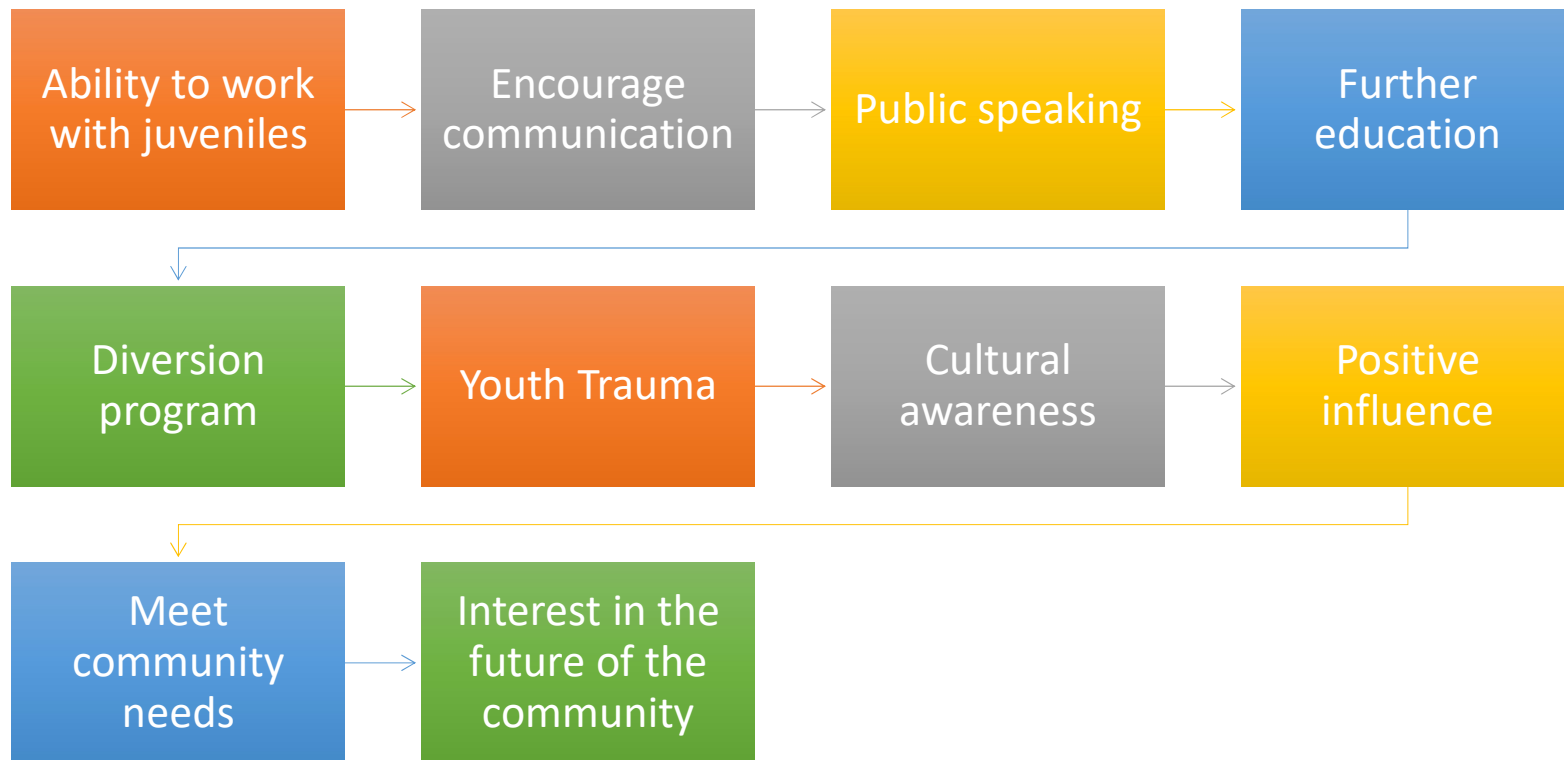 Ability to work
with juveniles
Encourage
communication
Public speaking
Further
education
Diversion
program
Youth Trauma
Cultural
awareness
Positive
influence
Meet
community
needs
Interest in the
future of the
community